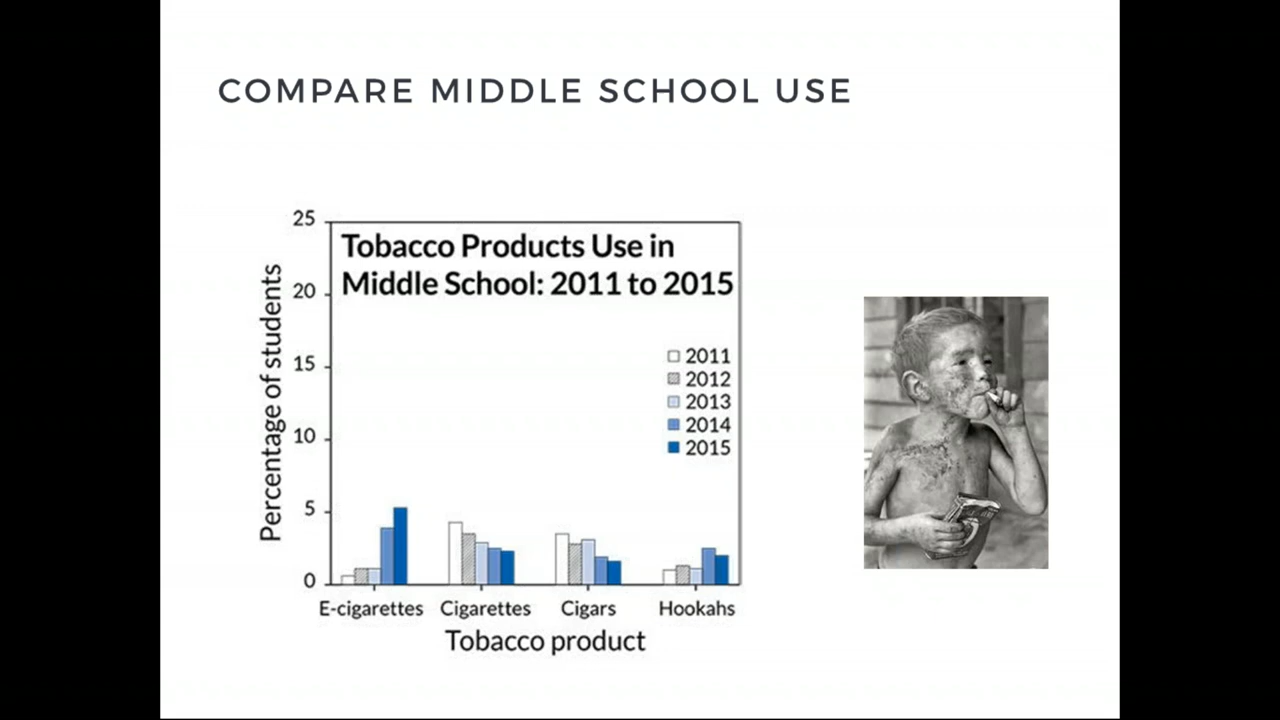 COMPARE MIDDLE SCHOOL USE
Tobacco Products Use in
Middle School: 2011 to 2015
Percentage of students
25
20
15
10
5
0
2011
2012
2013
2014
2015
E-cigarettes Cigarettes Cigars Hookahs
Tobacco product